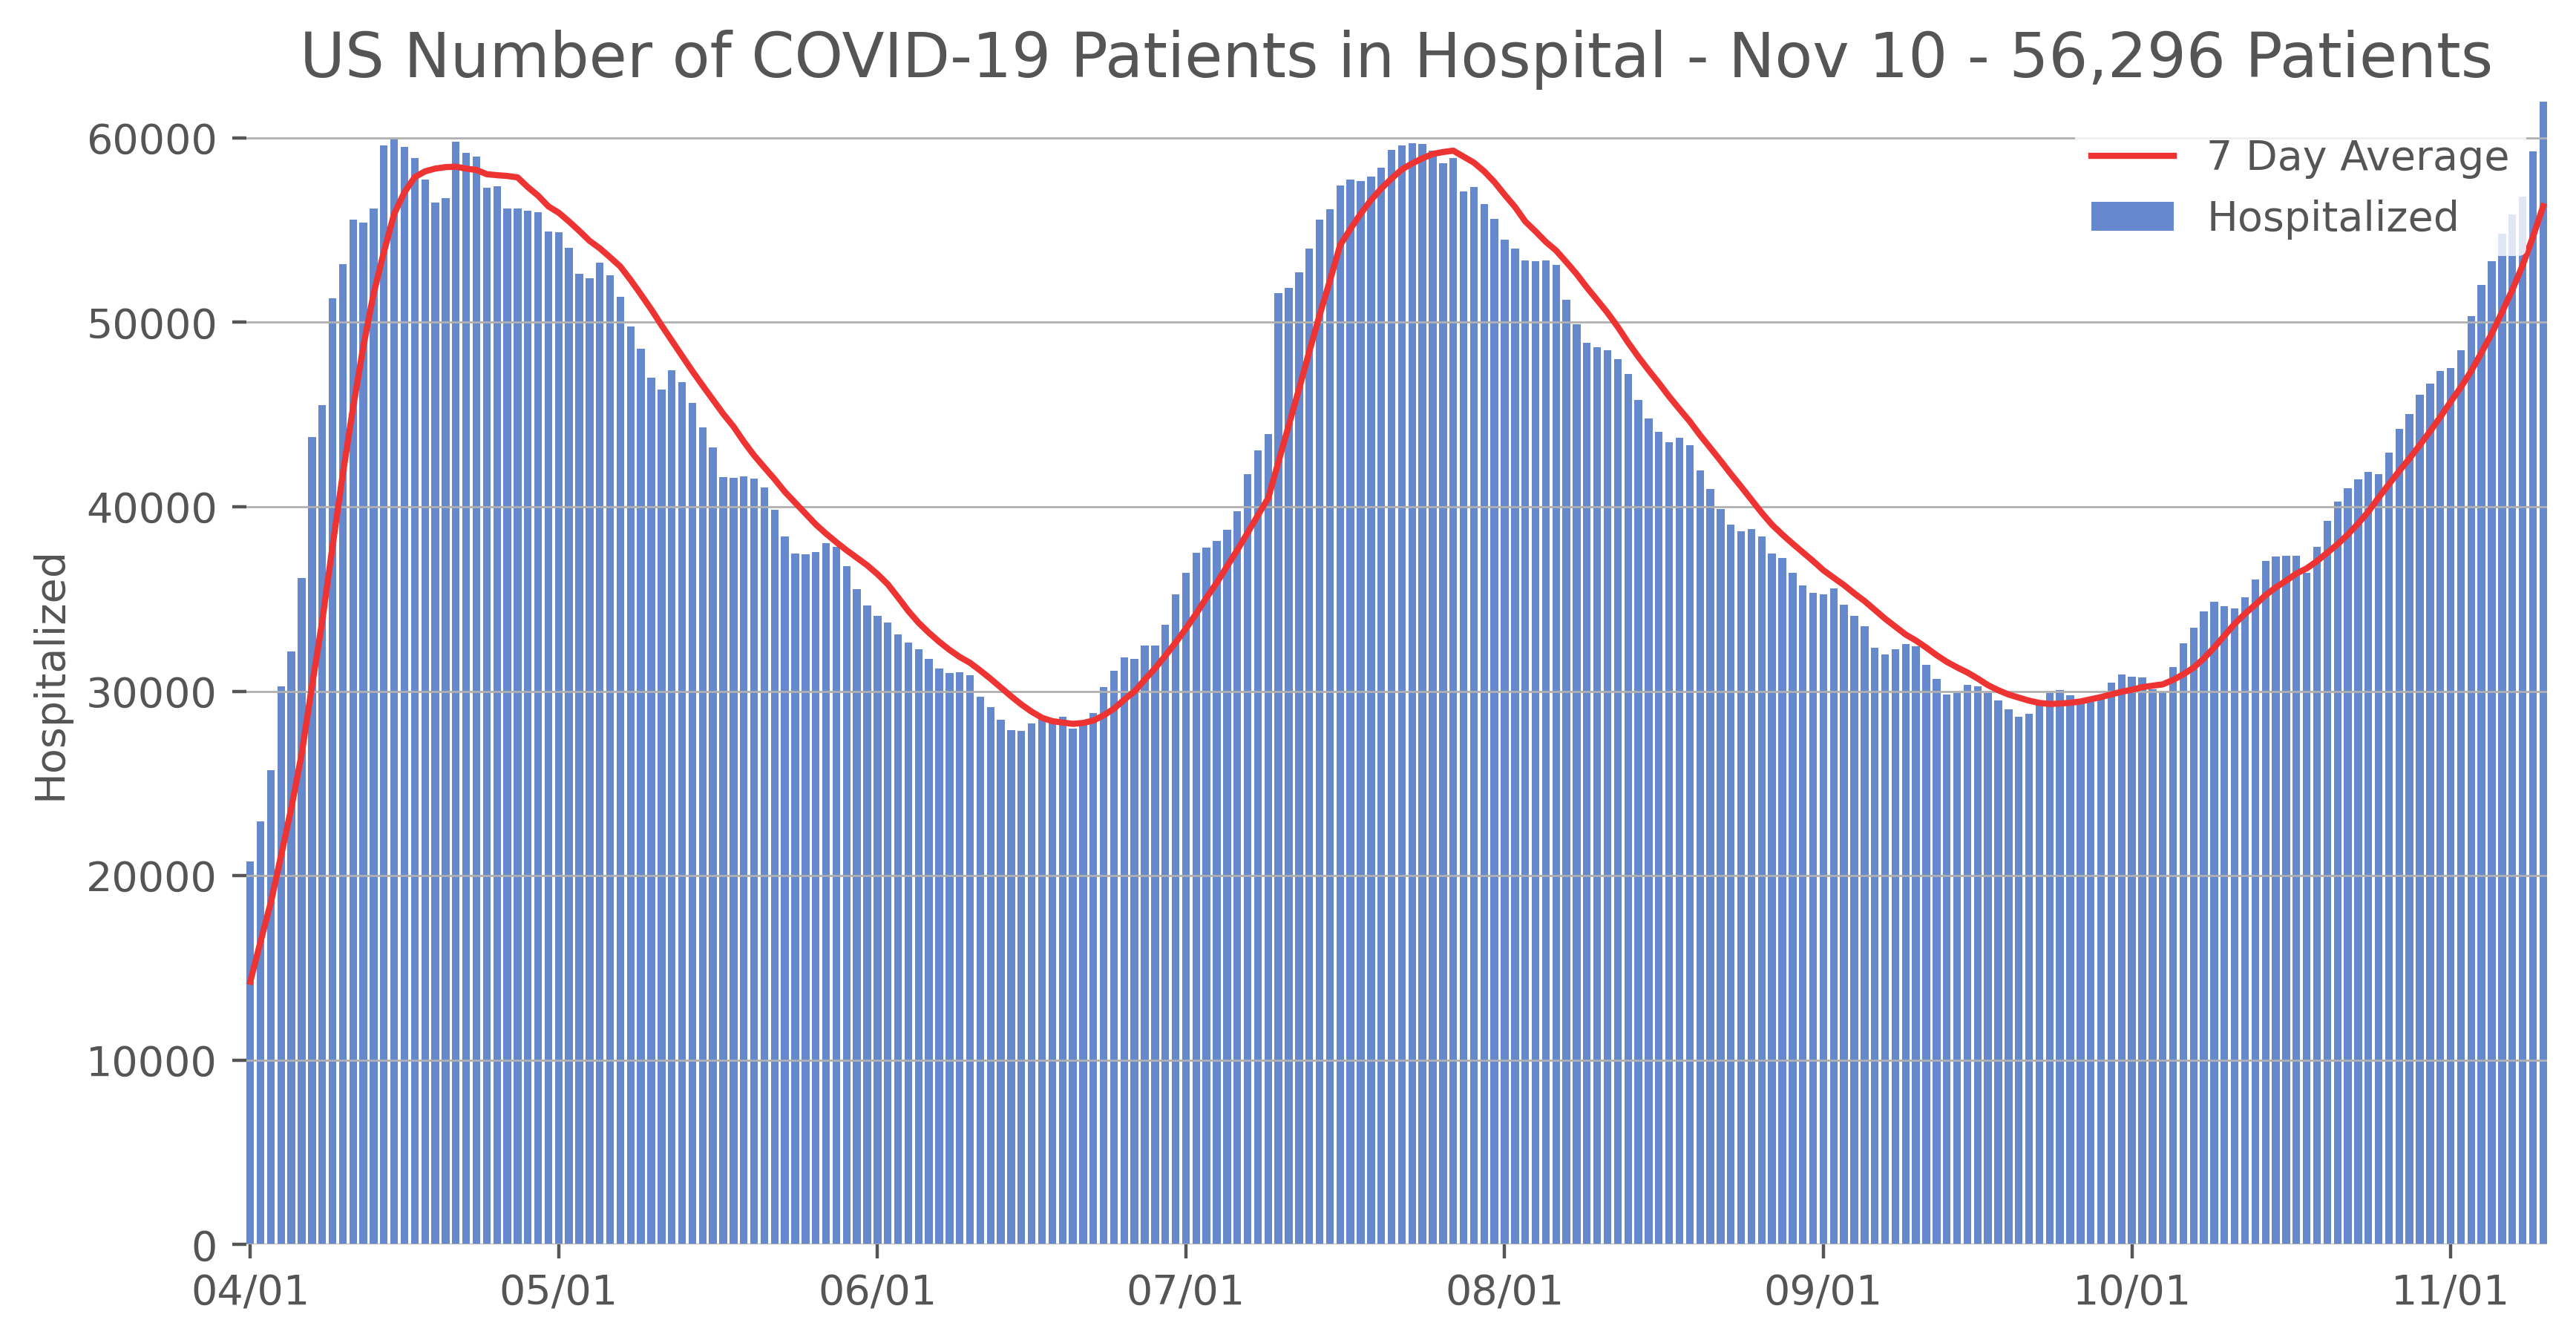 US Number of COVID-19 Patients in Hospital - Nov 10 - 56,296 Patients
7 Day Average
Hospitalized
Hospitalized
60000
50000
40000
30000
20000
10000
0
04/01 05/01 06/01 07/01 08/01 09/01 10/01 11/01